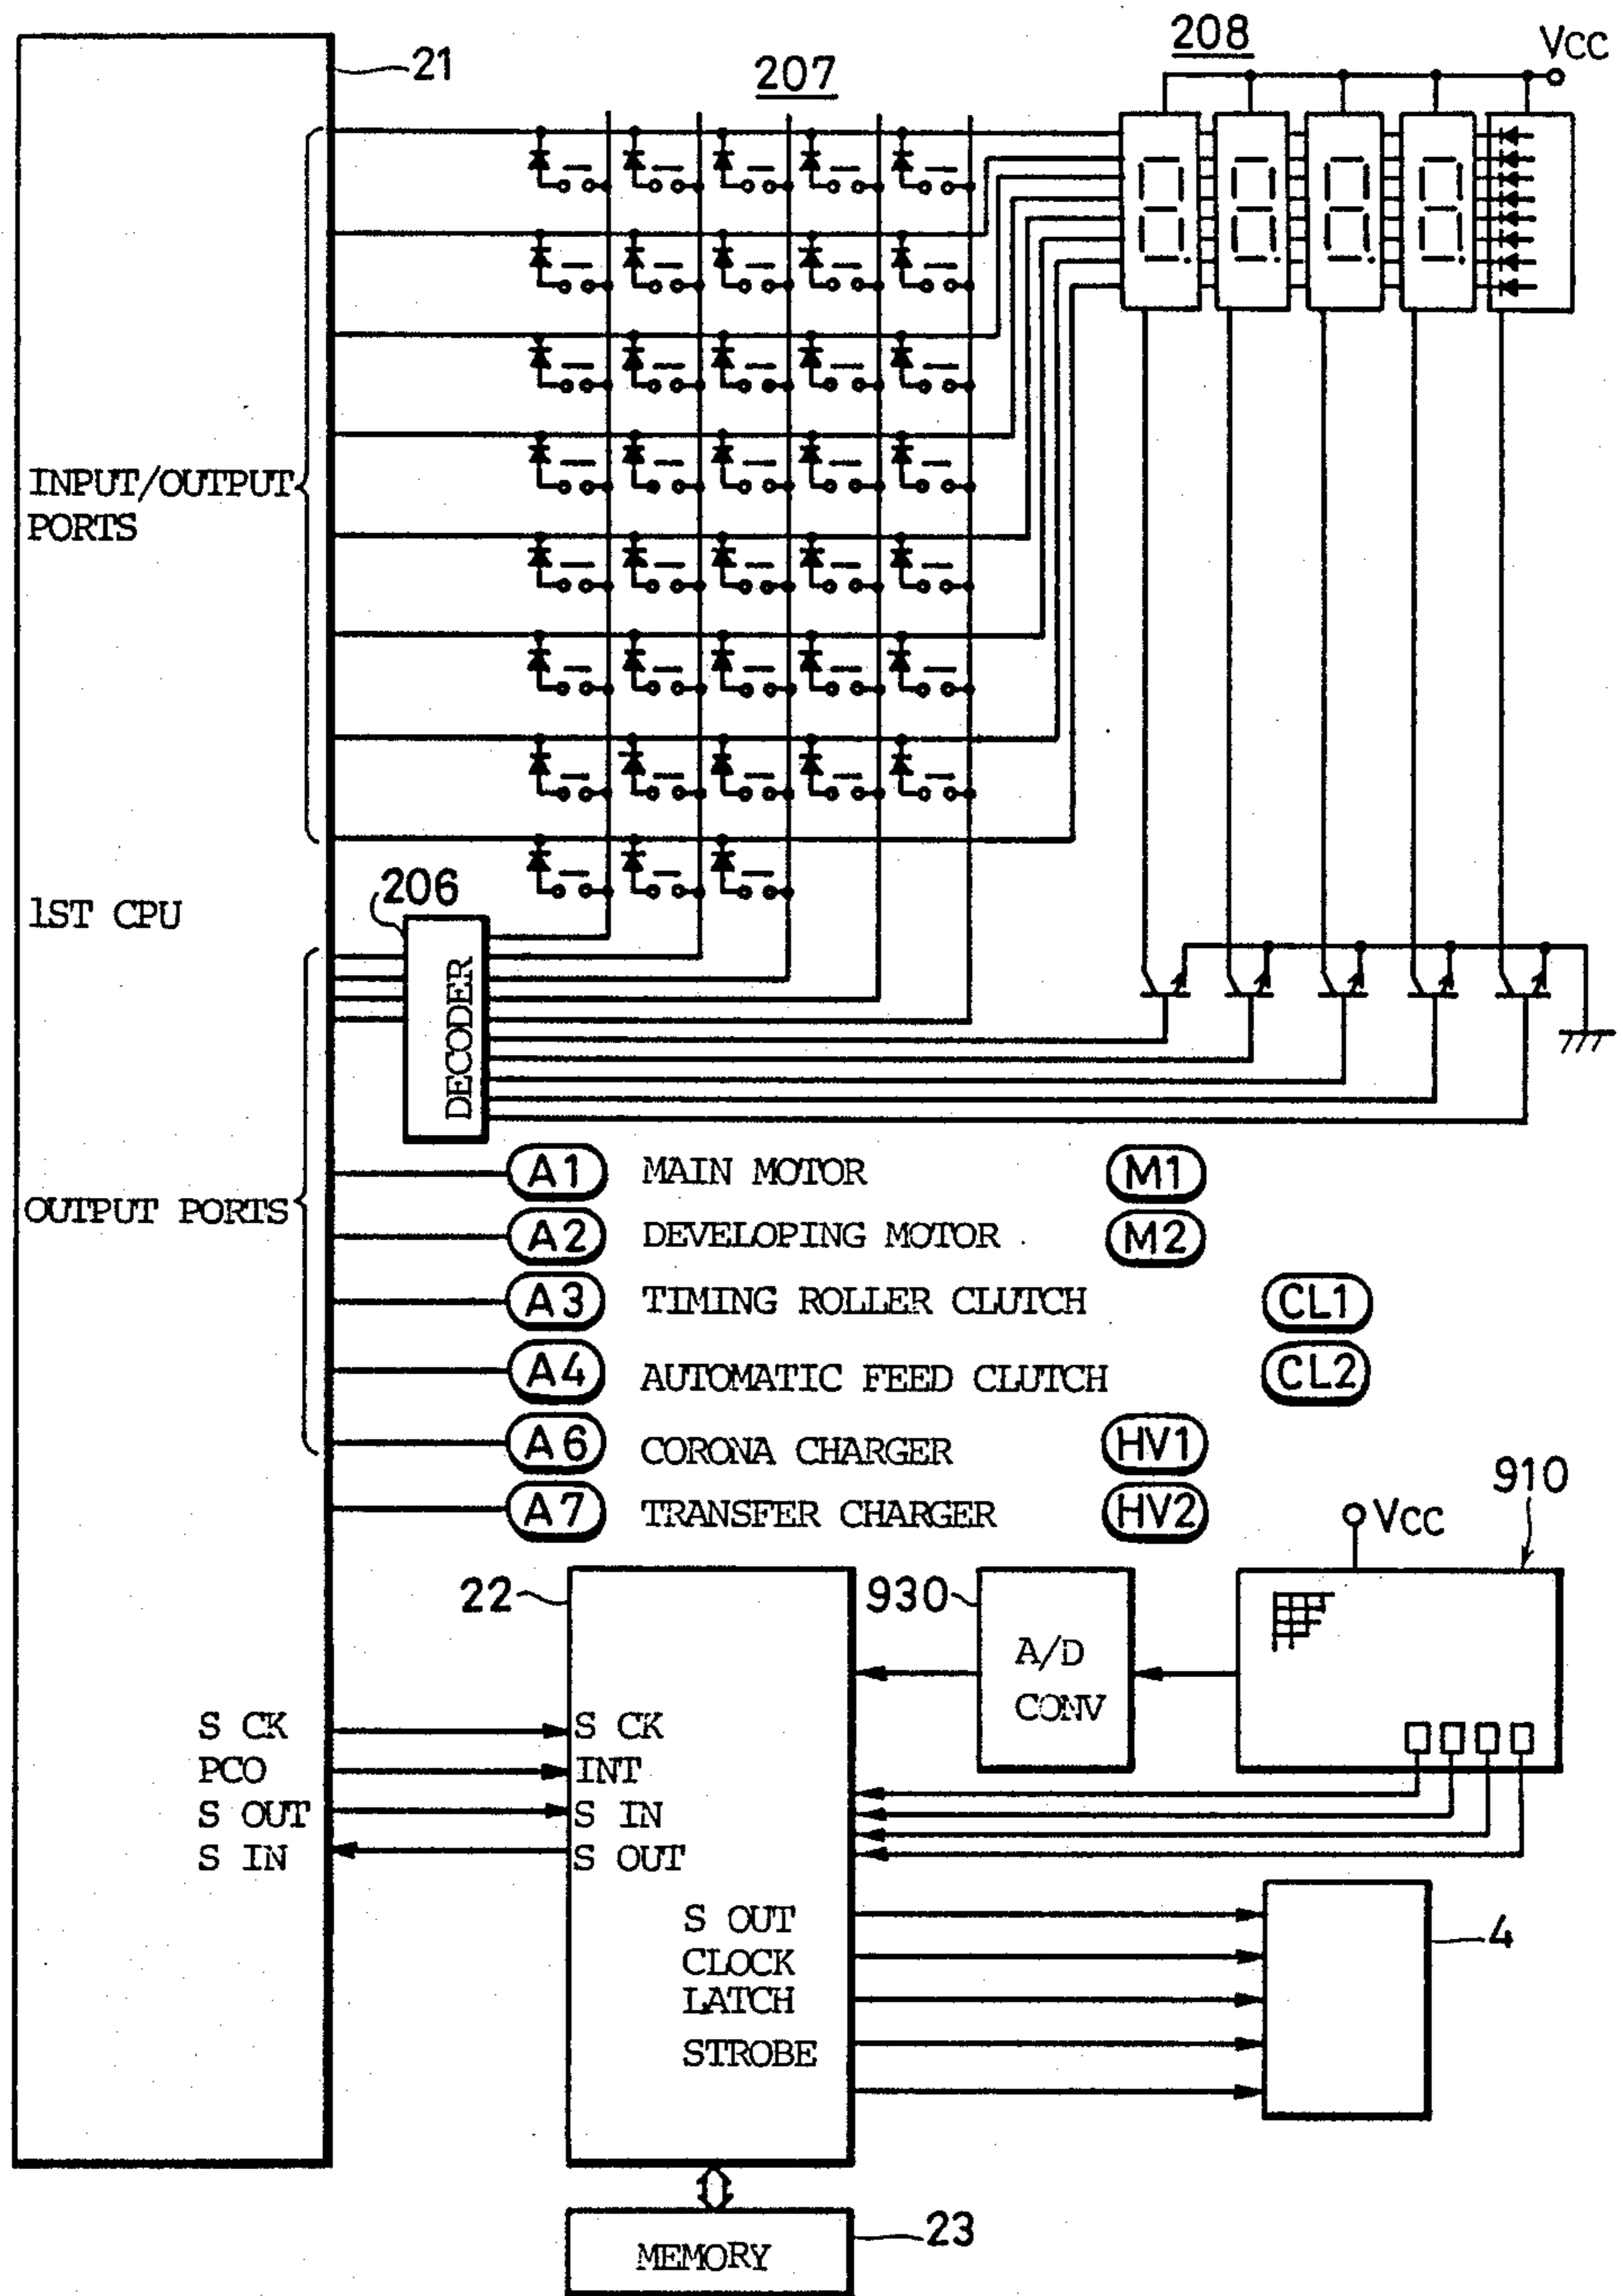 208
VCC
21
207
INPUT/OUTPUT
PORTS
206
1ST CPU
DECODER
OUTPUT PORTS
A1 MAIN MOTOR M1
A2 DEVELOPING MOTOR M2
A3 TIMING ROLLER CLUTCH CL1
A4 AUTOMATIC FEED CLUTCH CL2
A6 CORONA CHARGER HV1
A7 TRANSFER CHARGER HV2
910
VCC
22
930
A/D
CONV
S CK
PCO
S OUT
S IN
S CK
INT
S IN
S OUT
S OUT
CLOCK
LATCH
STROBE
4
MEMORY
23